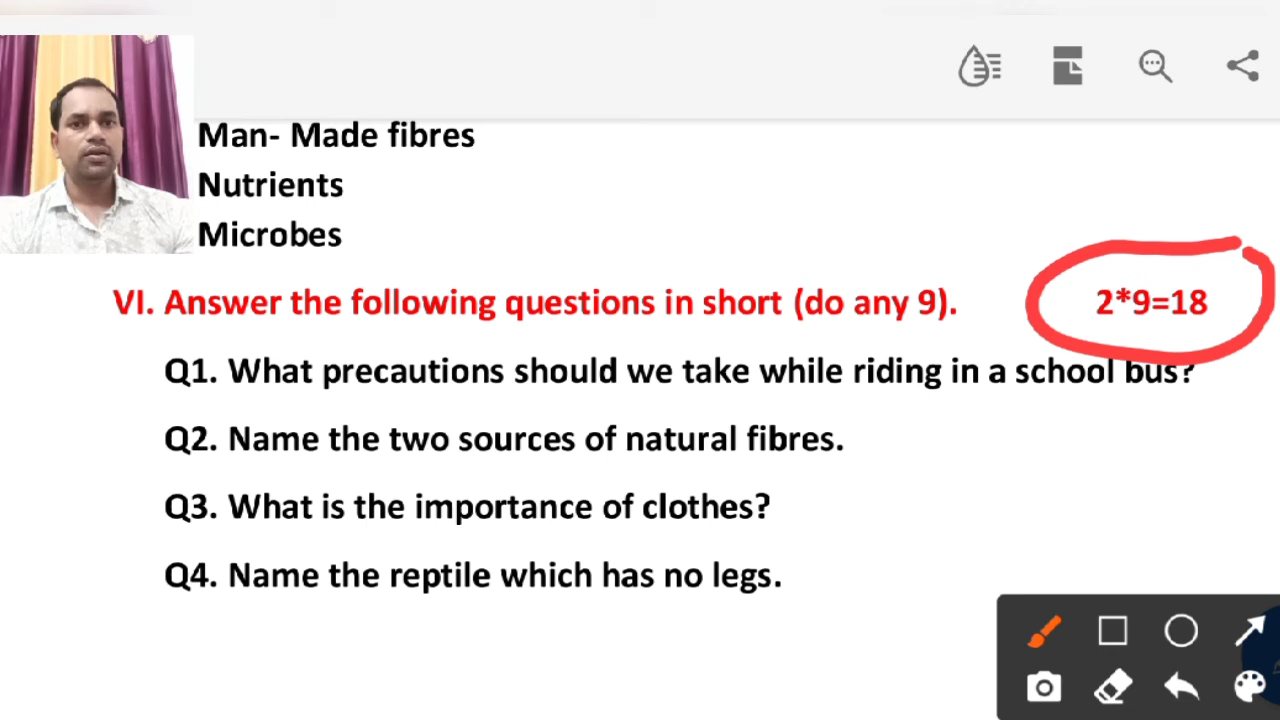 Man- Made fibres
Nutrients
Microbes
VI. Answer the following questions in short (do any 9). 2*9=18
Q1. What precautions should we take while riding in a school bus?
Q2. Name the two sources of natural fibres.
Q3. What is the importance of clothes?
Q4. Name the reptile which has no legs.